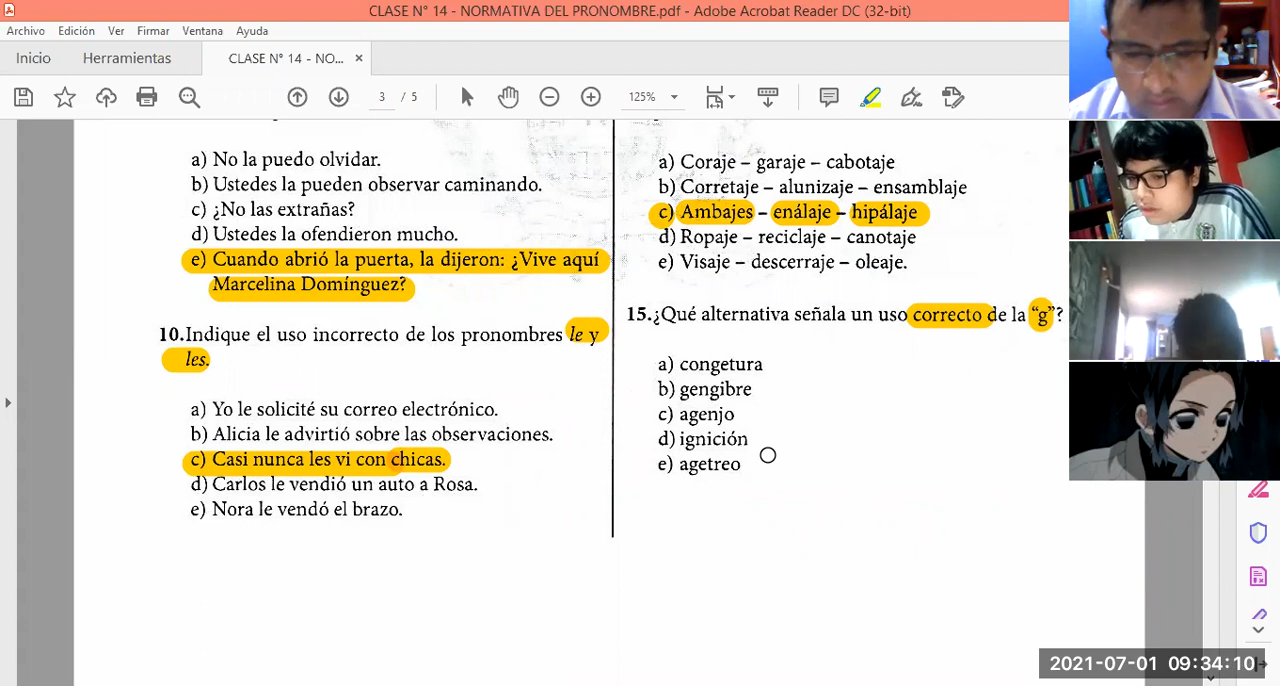 CLASE N° 14 - NORMATIVA DEL PRONOMBRE.pdf - Adobe Acrobat Reader DC (32-bit)
Archivo Edición Ver Firmar Ventana Ayuda
Inicio Herramientas CLASE N° 14 - NO... ×
3 / 5 125%
a) No la puedo olvidar.
b) Ustedes la pueden observar caminando.
c) ¿No las extrañas?
d) Ustedes la ofendieron mucho.
e) Cuando abrió la puerta, la dijeron: ¿Vive aquí
Marcelina Domínguez?
10.Indique el uso incorrecto de los pronombres le y
les.
a) Yo le solicité su correo electrónico.
b) Alicia le advirtió sobre las observaciones.
c) Casi nunca les vi con chicas.
d) Carlos le vendió un auto a Rosa.
e) Nora le vendó el brazo.
a) Coraje – garaje – cabotaje
b) Corretaje – alunizaje – ensamblaje
c) Ambajes – enálaje – hipálaje
d) Ropaje – reciclaje – canotaje
e) Visaje – descerraje – oleaje.
15.¿Qué alternativa señala un uso correcto de la “g”?
a) congetura
b) gengibre
c) agenjo
d) ignición
e) agetreo
2021-07-01 09:34:10